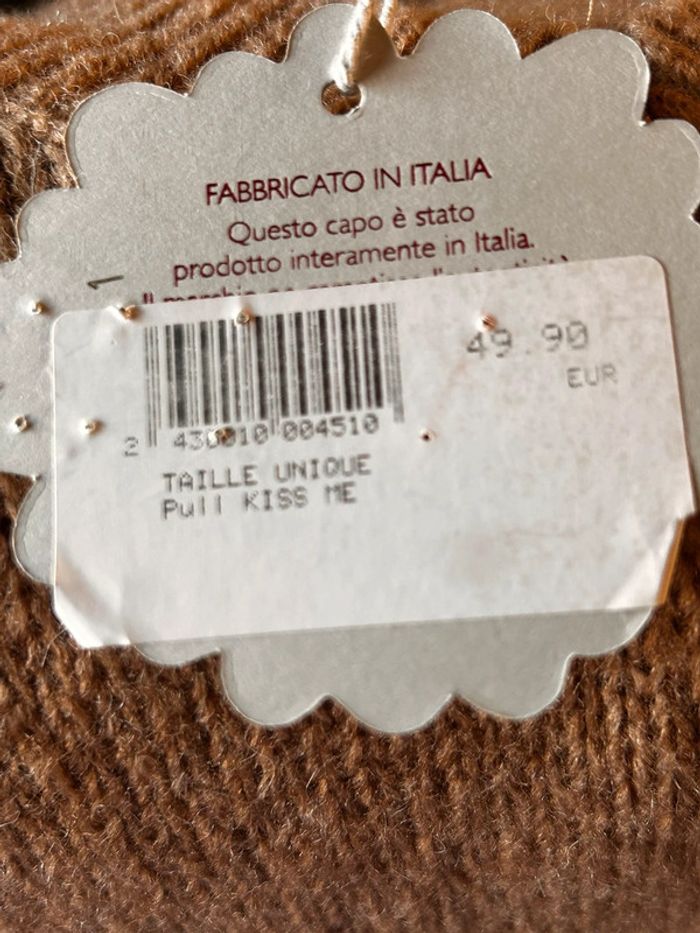 FABBRICATO IN ITALIA
Questo capo è stato
prodotto interamente in Italia.
1
49.90
EUR
2 430010 004510
TAILLE UNIQUE
Pull KISS ME